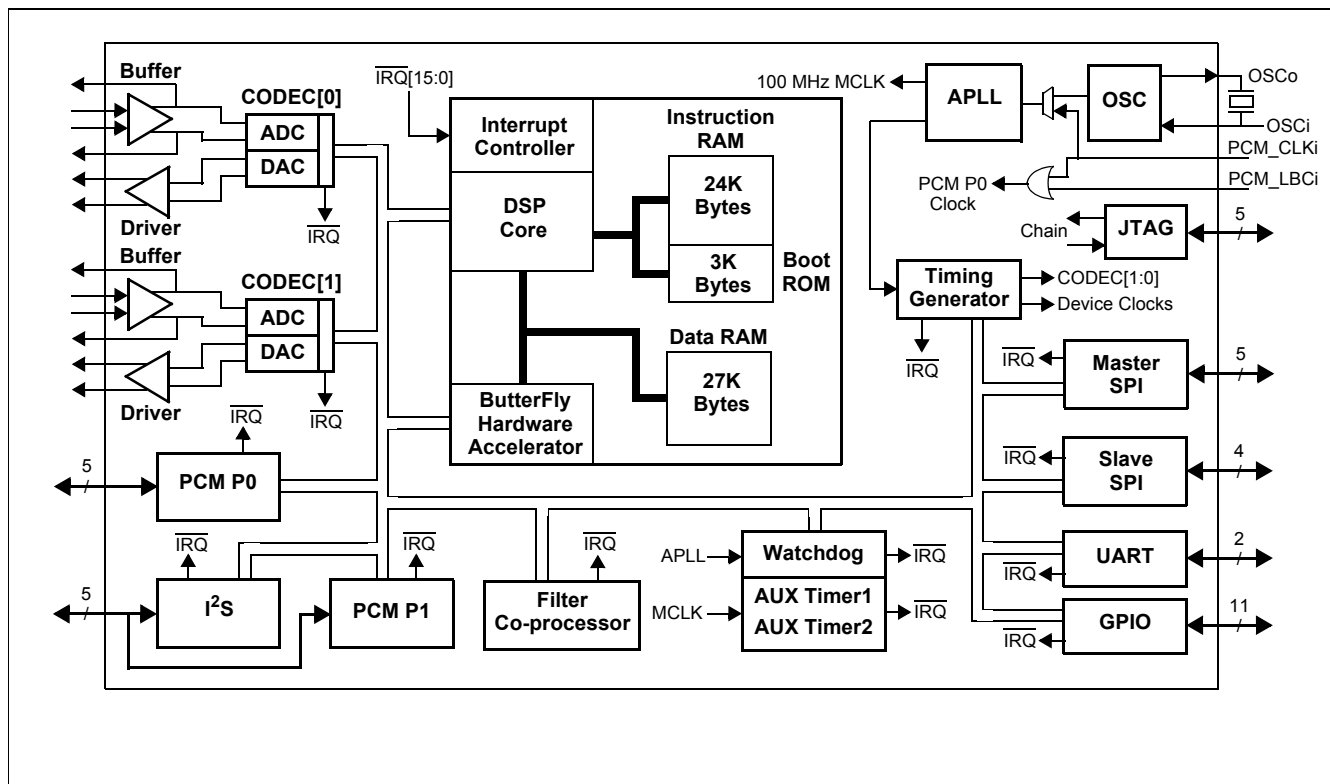 Buffer
CODEC[0]
ADC
DAC
Driver
IRQ
Buffer
CODEC[1]
ADC
DAC
Driver
IRQ
IRQ[15:0]
Interrupt
Controller
DSP
Core
ButterFly
Hardware
Accelerator
Instruction
RAM
24K
Bytes
3K
Bytes
Boot
ROM
Data RAM
27K
Bytes
100 MHz MCLK
APLL
OSC
OSCo
OSCi
PCM_CLKi
PCM_LBCi
PCM P0
Clock
Chain
JTAG
5
Timing
Generator
CODEC[1:0]
Device Clocks
IRQ
IRQ
Master
SPI
5
IRQ
Slave
SPI
4
UART
IRQ
2
GPIO
IRQ
11
5
PCM P0
IRQ
5
I²S
IRQ
PCM P1
IRQ
Filter
Co-processor
IRQ
APLL
Watchdog
IRQ
MCLK
AUX Timer1
AUX Timer2
IRQ